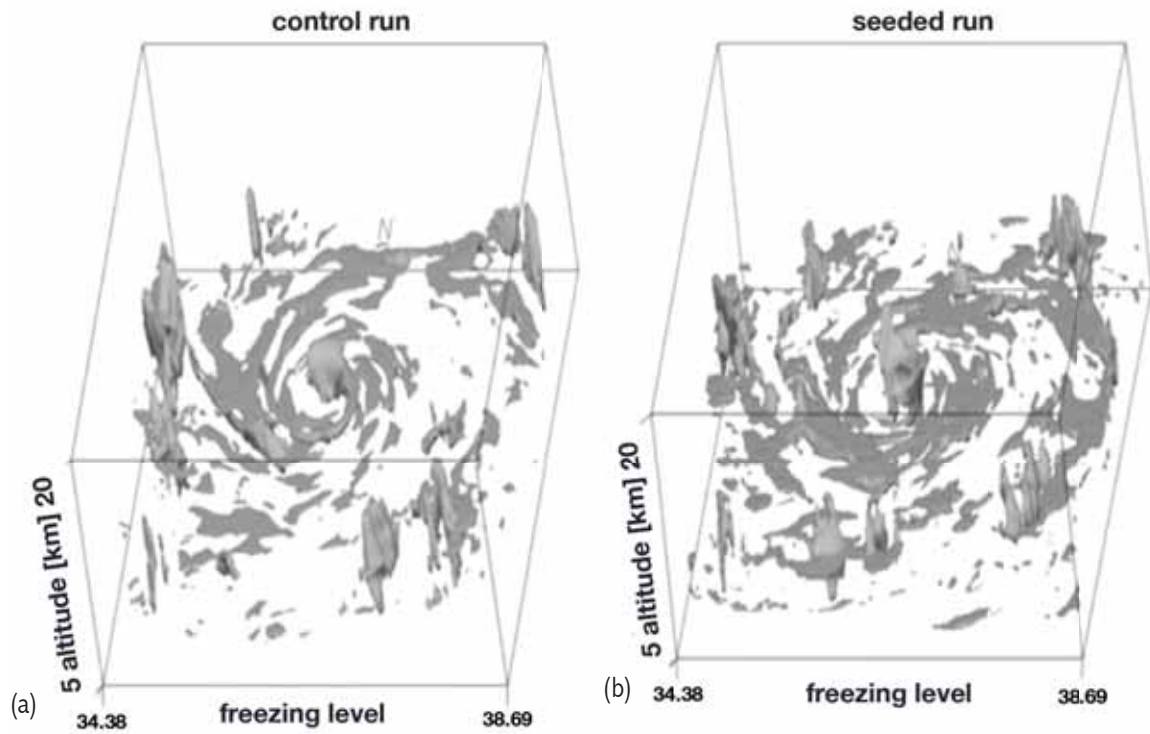 control run
N
5 altitude [km] 20
(a)
34.38
freezing level
38.69
seeded run
N
5 altitude [km] 20
(b)
34.38
freezing level
38.69